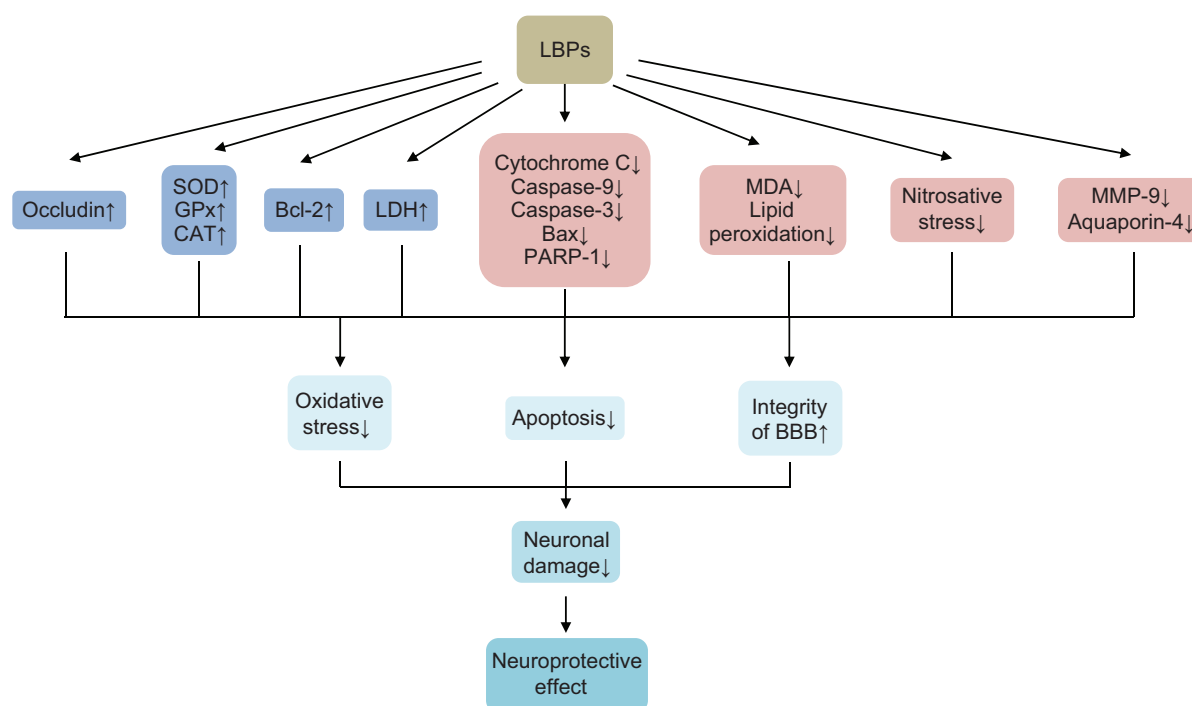 LBPs
Occludin↑
SOD↑
GPx↑
CAT↑
Bcl-2↑
LDH↑
Cytochrome C↓
Caspase-9↓
Caspase-3↓
Bax↓
PARP-1↓
MDA↓
Lipid
peroxidation↓
Nitrosative
stress↓
MMP-9↓
Aquaporin-4↓
Oxidative
stress↓
Apoptosis↓
Integrity
of BBB↑
Neuronal
damage↓
Neuroprotective
effect